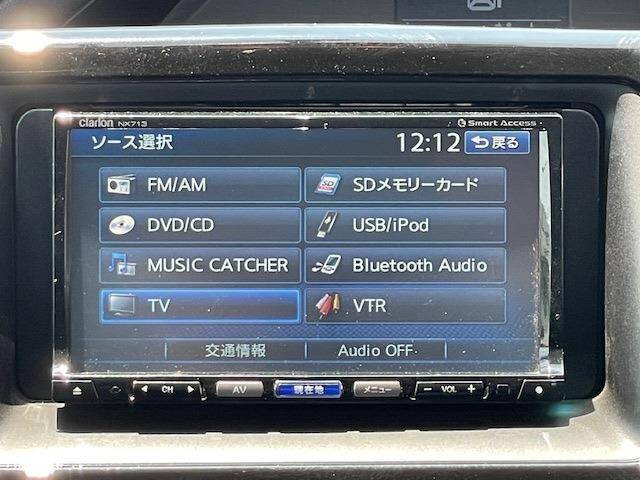 Clarion NX713
Smart Access
ソース選択
12:12
戻る
FM/AM
SDメモリーカード
DVD/CD
USB/iPod
MUSIC CATCHER
Bluetooth Audio
TV
VTR
交通情報
Audio OFF
CH
AV
現在地
メニュー
− VOL +